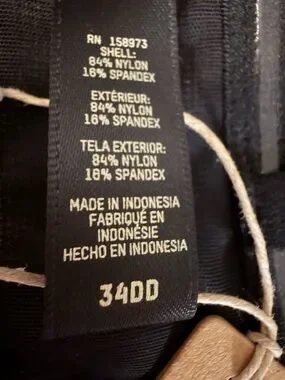 RN 158973
SHELL:
84% NYLON
16% SPANDEX
EXTÉRIEUR:
84% NYLON
16% SPANDEX
TELA EXTERIOR:
84% NYLON
16% SPANDEX
MADE IN INDONESIA
FABRIQUÉ EN
INDONÉSIE
HECHO EN INDONESIA
34DD